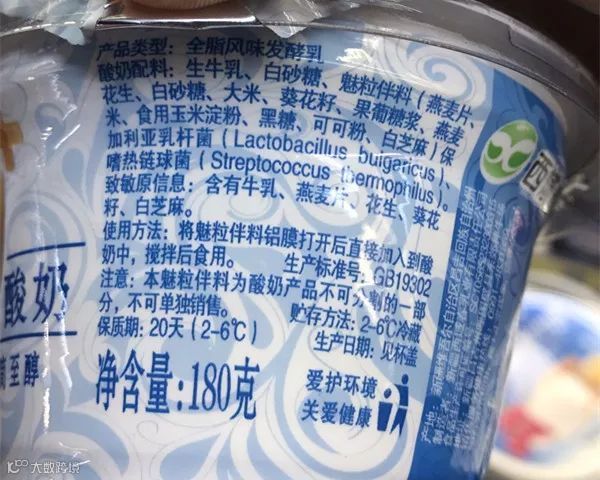 产品类型：全脂风味发酵乳
酸奶配料：生牛乳、白砂糖、魅粒伴料（燕麦片、
花生、白砂糖、大米、葵花籽、果葡糖浆、燕麦
米、食用玉米淀粉、黑糖、可可粉、白芝麻）保
加利亚乳杆菌（Lactobacillus bulgaricus）、
嗜热链球菌（Streptococcus thermophilus）。
致敏原信息：含有牛乳、燕麦片、花生、葵花
籽、白芝麻。
使用方法：将魅粒伴料铝膜打开后直接加入到酸
奶中，搅拌后食用。 生产标准号：GB19302
注意：本魅粒伴料为酸奶产品不可分割的一部
分，不可单独销售。 贮存方法：2-6℃冷藏
保质期：20天（2-6℃） 生产日期：见杯盖
净含量：180克
爱护环境
关爱健康
酸奶
至醇
西
产地：
大数跨境